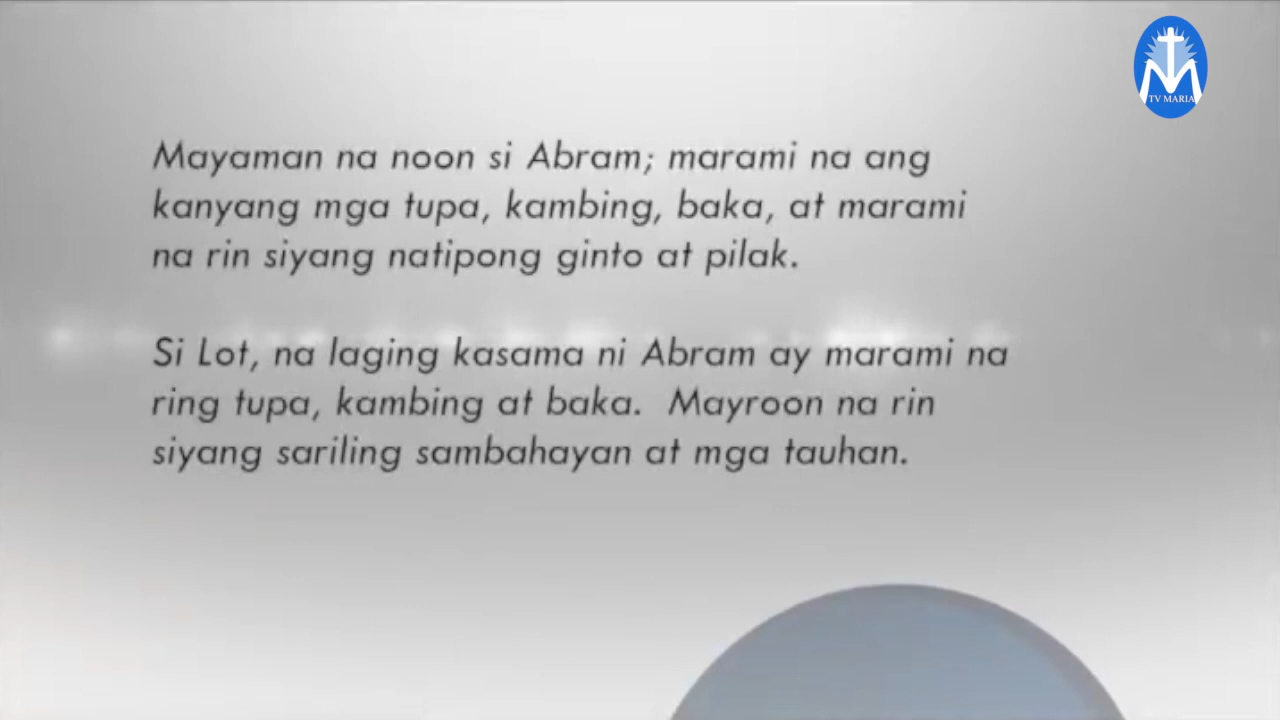 TV MARIA
Mayaman na noon si Abram; marami na ang
kanyang mga tupa, kambing, baka, at marami
na rin siyang natipong ginto at pilak.
Si Lot, na laging kasama ni Abram ay marami na
ring tupa, kambing at baka.  Mayroon na rin
siyang sariling sambahayan at mga tauhan.